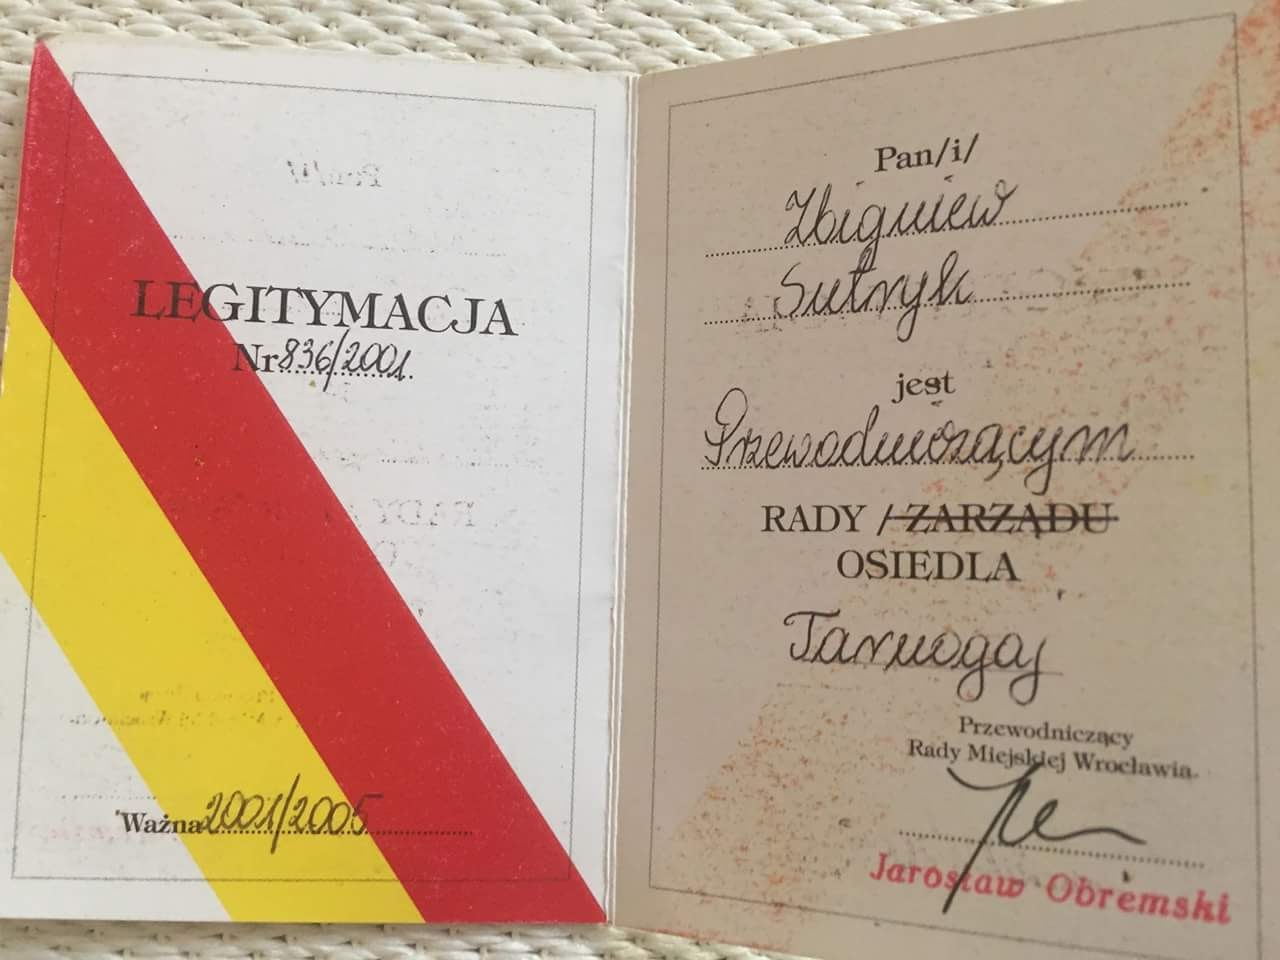 LEGITYMACJA
Nr 836/2001.
Ważna 2001/2005
Pan/i/
Zbigniew
Sutryk
jest
Przewodniczącym
RADY / ZARZĄDU
OSIEDLA
Tarnogaj
Przewodniczący
Rady Miejskiej Wrocławia
Jarosław Obremski